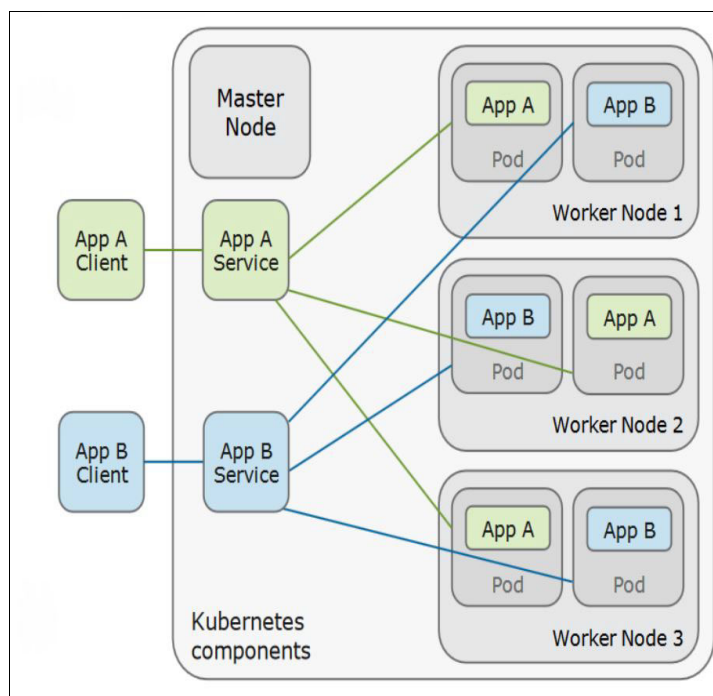 Master
Node
App A
Pod
App B
Pod
Worker Node 1
App A
Client
App A
Service
App B
Pod
App A
Pod
Worker Node 2
App B
Client
App B
Service
App A
Pod
App B
Pod
Worker Node 3
Kubernetes
components